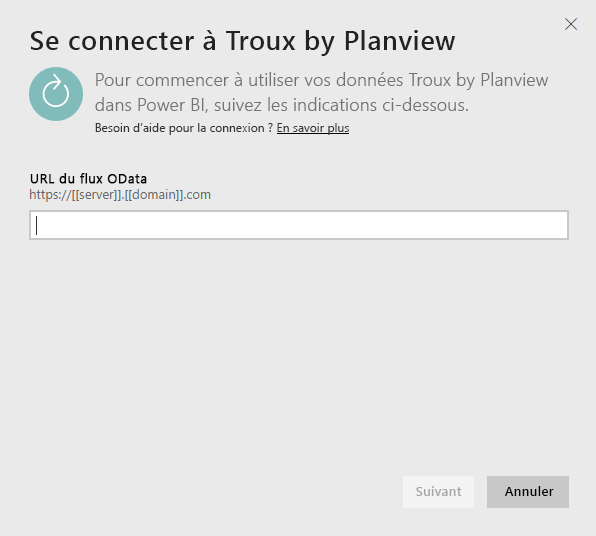 Se connecter à Troux by Planview
Pour commencer à utiliser vos données Troux by Planview
dans Power BI, suivez les indications ci-dessous.
Besoin d'aide pour la connexion ? En savoir plus
URL du flux OData
https://[[server]].[[domain]].com
Suivant
Annuler